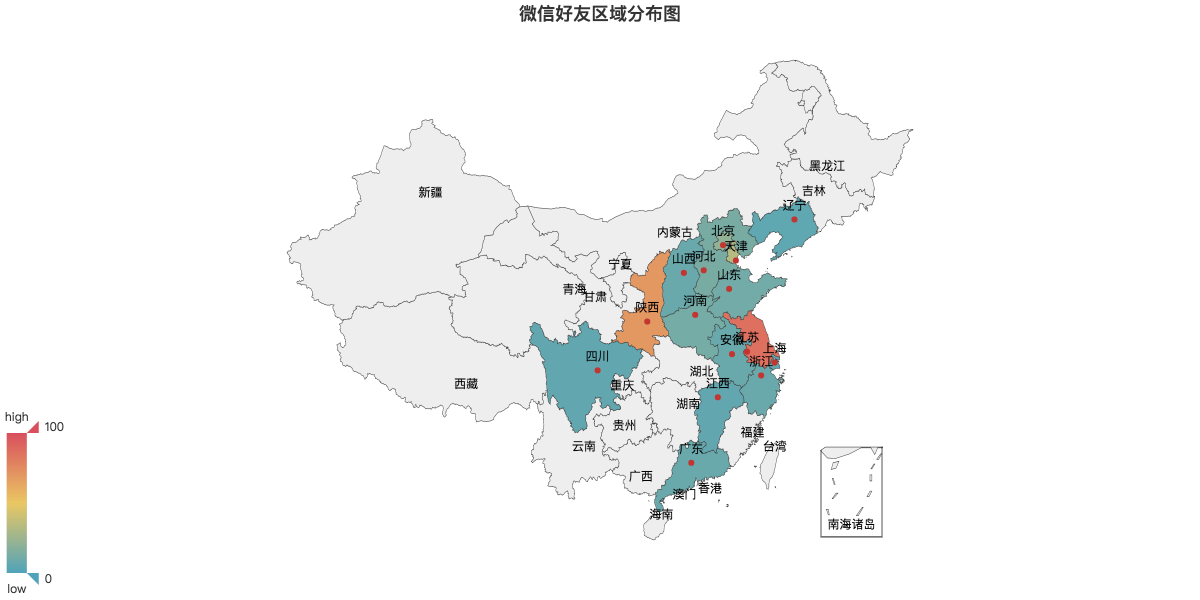 微信好友区域分布图
黑龙江
吉林
新疆
辽宁
内蒙古
北京
天津
宁夏
山西
河北
山东
青海
甘肃
陕西
河南
安徽
江苏
上海
四川
浙江
重庆
湖北
西藏
江西
湖南
贵州
福建
云南
广东
台湾
广西
澳门
香港
海南
南海诸岛
high
100
0
low